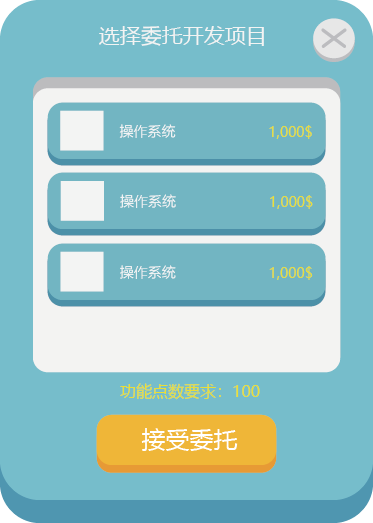 选择委托开发项目
操作系统 1,000$
操作系统 1,000$
操作系统 1,000$
功能点数要求：100
接受委托